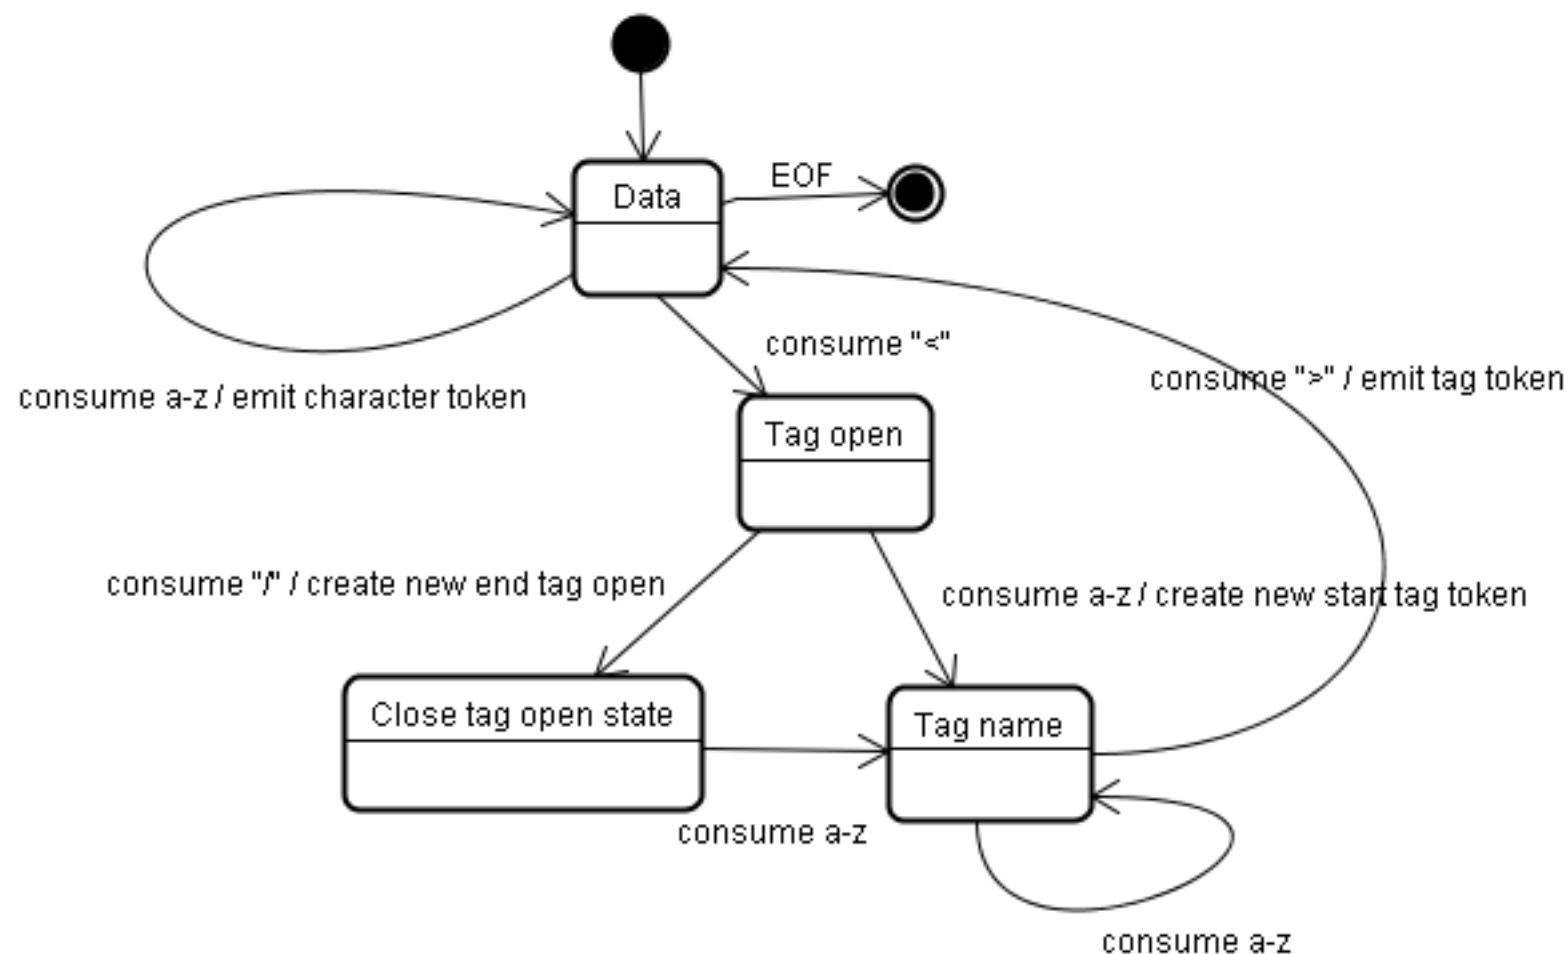 Data
EOF
consume "<"
consume ">" / emit tag token
consume a-z / emit character token
Tag open
consume "/" / create new end tag open
consume a-z / create new start tag token
Close tag open state
Tag name
consume a-z
consume a-z